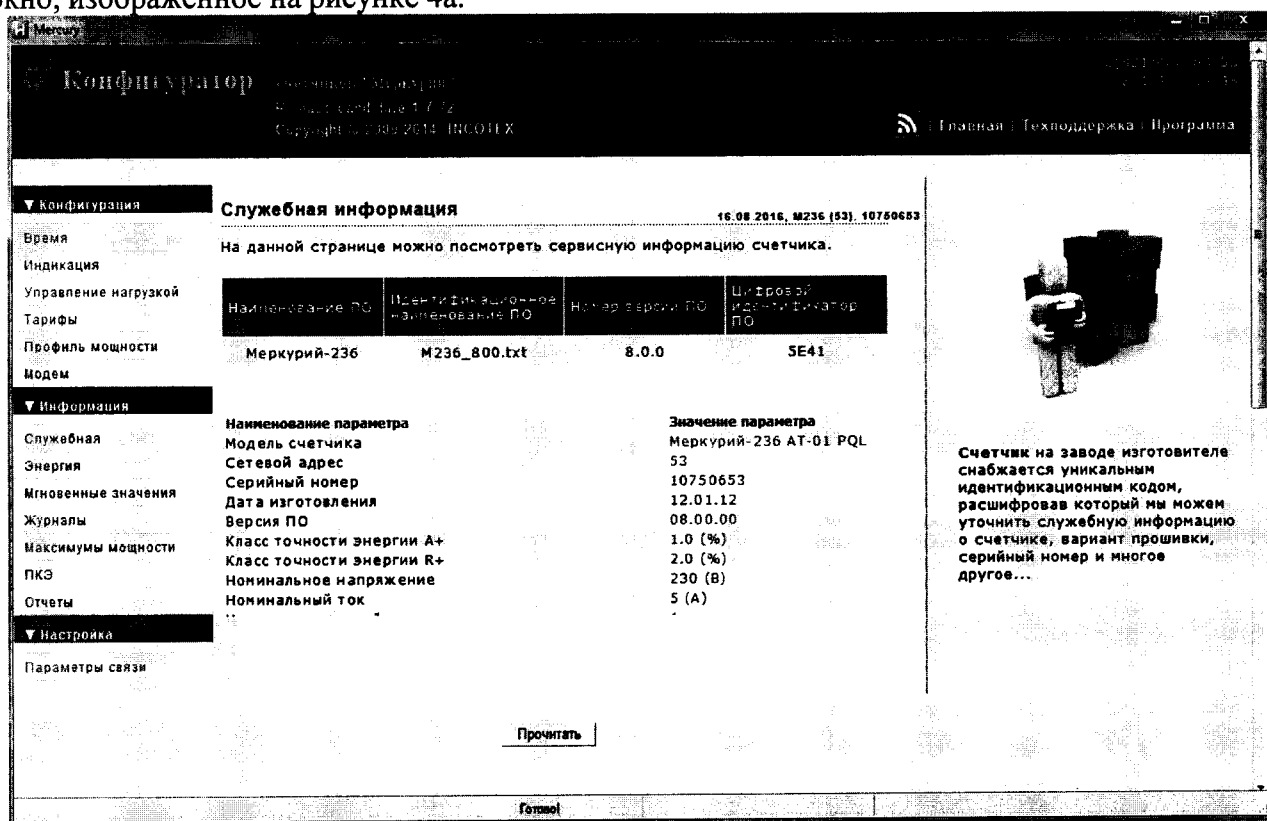 окно, изображенное на рисунке 4а.
Mercury
Конфигуратор
Copyright © 2009-2014, INCOTEX
Главная | Техподдержка | Программа
▼ Конфигурация
Время
Индикация
Управление нагрузкой
Тарифы
Профиль мощности
Модем
▼ Информация
Служебная
Энергия
Мгновенные значения
Журналы
Максимумы мощности
ПКЭ
Отчеты
▼ Настройка
Параметры связи
Служебная информация
16.08.2016, M236 (53), 10750653
На данной странице можно посмотреть сервисную информацию счетчика.
Наименование ПО Идентификационное наименование ПО Номер версии ПО Цифровой идентификатор ПО
Меркурий-236 M236_800.txt 8.0.0 5E41
Наименование параметра Значение параметра
Модель счетчика Меркурий-236 AT-01 PQL
Сетевой адрес 53
Серийный номер 10750653
Дата изготовления 12.01.12
Версия ПО 08.00.00
Класс точности энергии A+ 1.0 (%)
Класс точности энергии R+ 2.0 (%)
Номинальное напряжение 230 (В)
Номинальный ток 5 (А)
Прочитать
Счетчик на заводе изготовителе
снабжается уникальным
идентификационным кодом,
расшифровав который мы можем
уточнить служебную информацию
о счетчике, вариант прошивки,
серийный номер и многое
другое...
Готово!